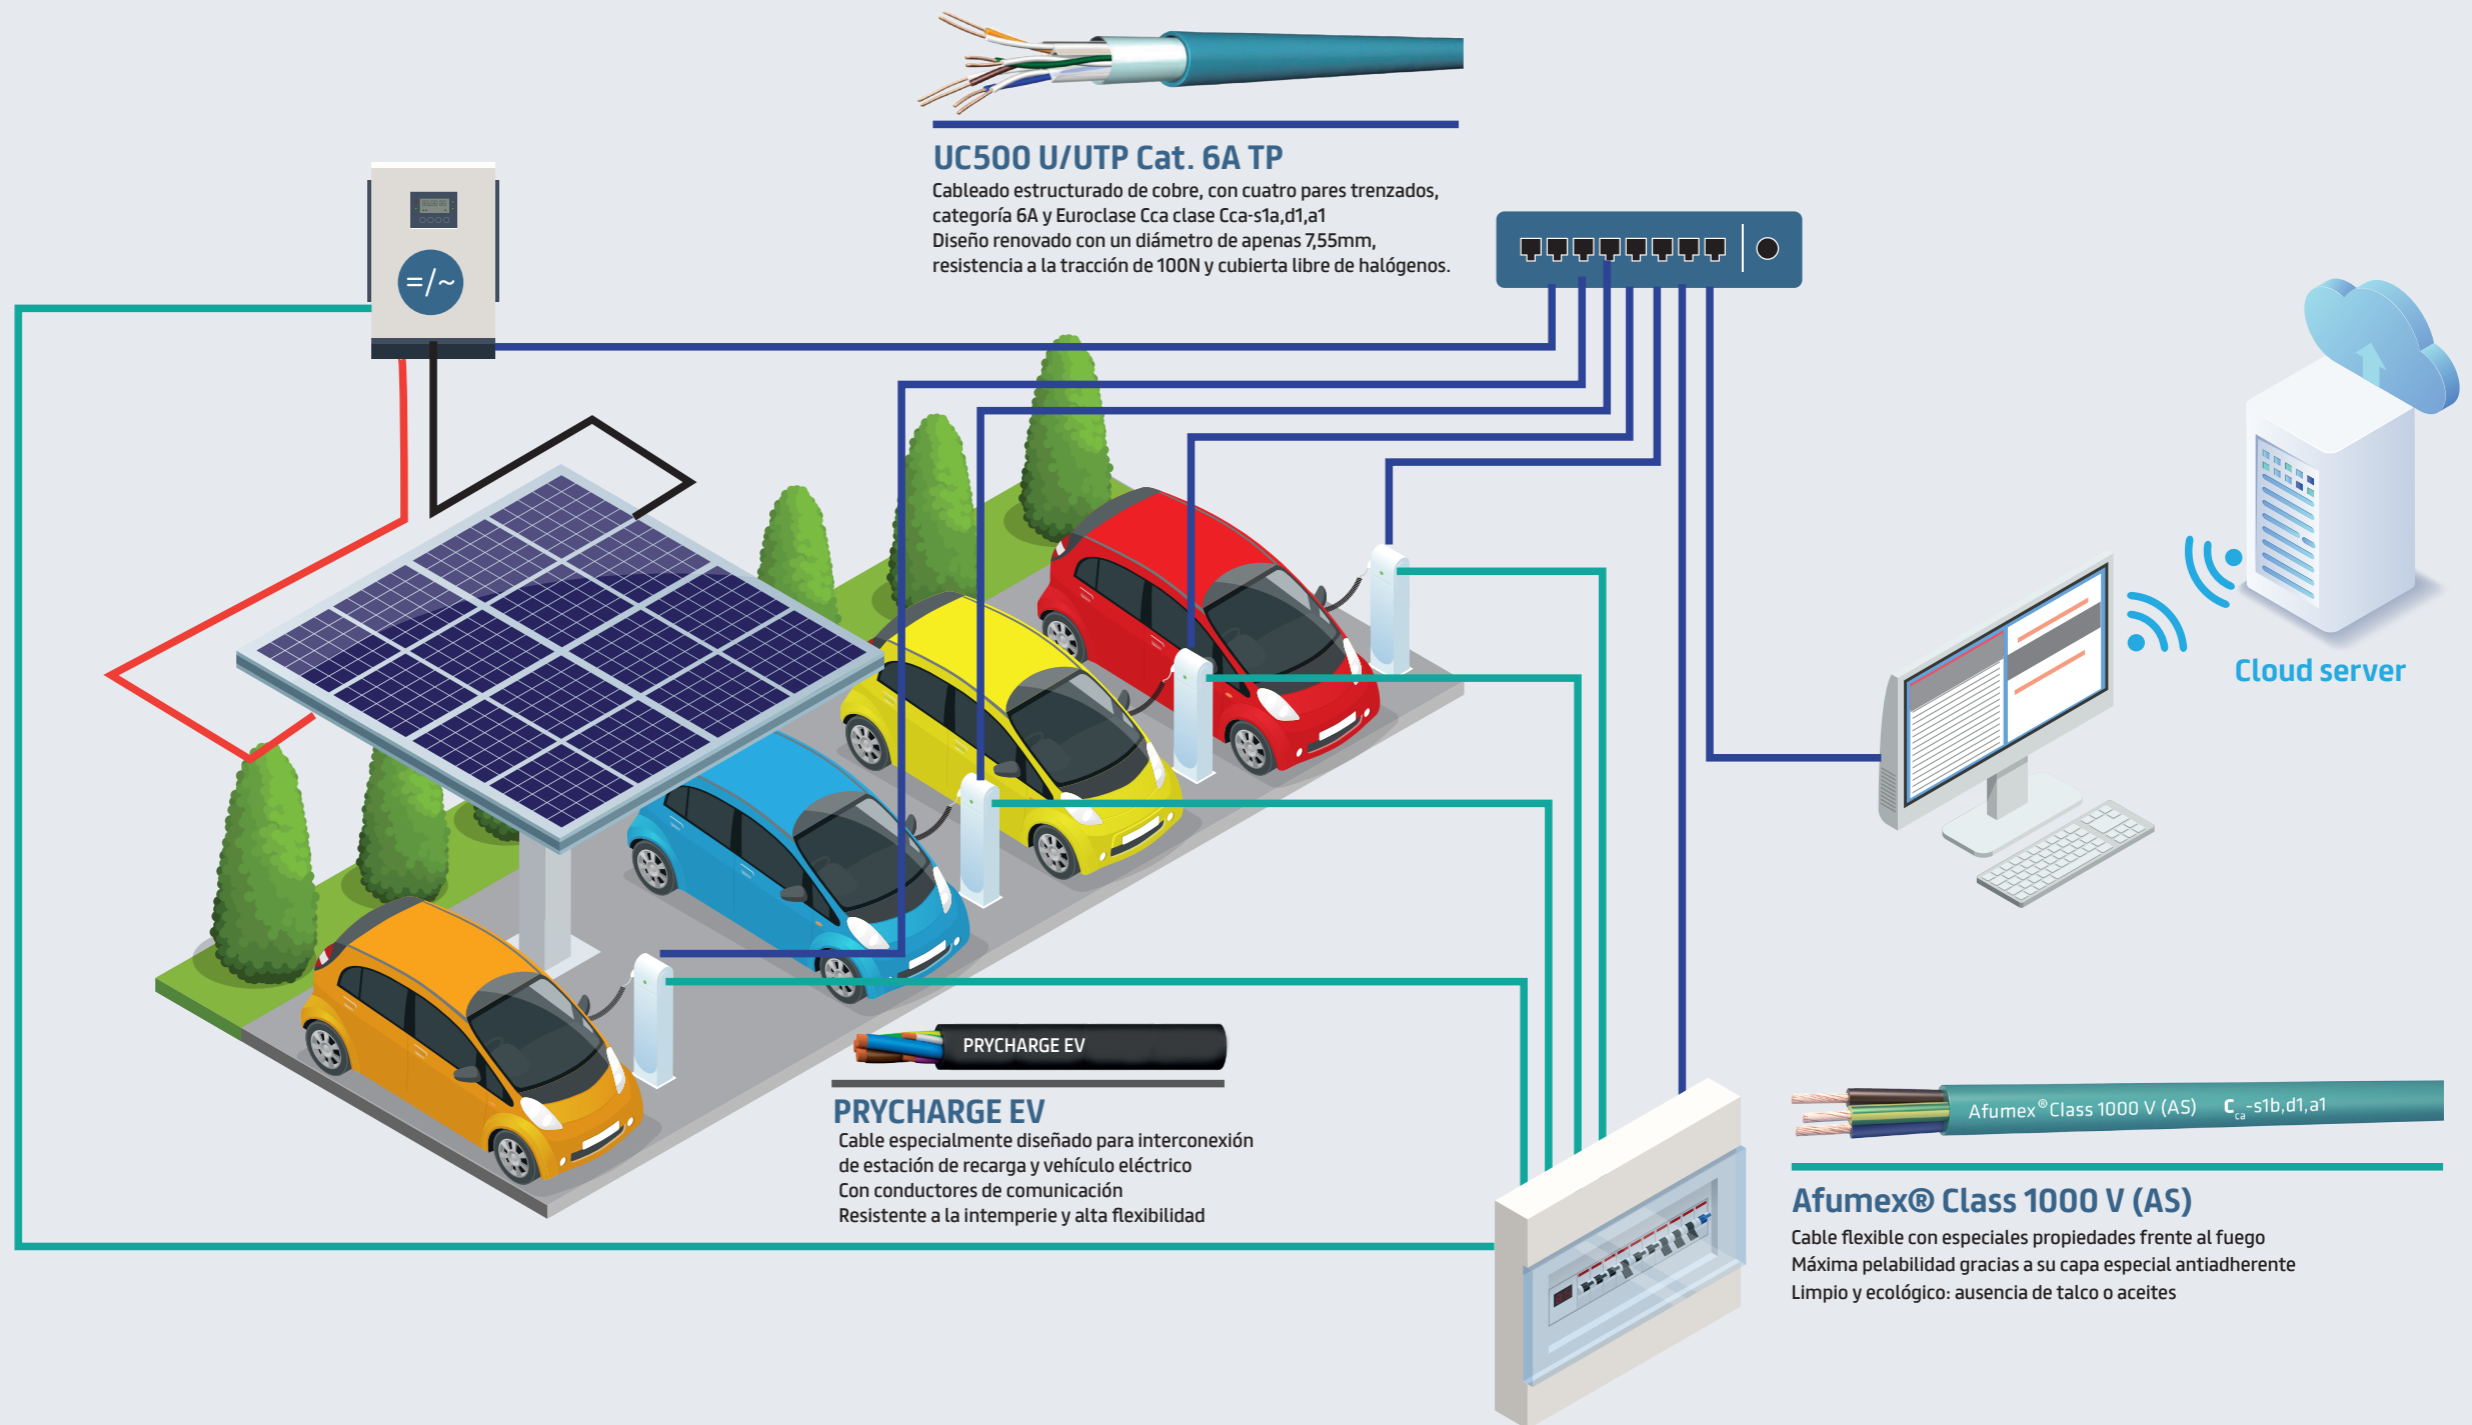 UC500 U/UTP Cat. 6A TP
Cableado estructurado de cobre, con cuatro pares trenzados,
categoría 6A y Euroclase Cca clase Cca-s1a,d1,a1
Diseño renovado con un diámetro de apenas 7,55mm,
resistencia a la tracción de 100N y cubierta libre de halógenos.
=/~
Cloud server
PRYCHARGE EV
PRYCHARGE EV
Cable especialmente diseñado para interconexión
de estación de recarga y vehículo eléctrico
Con conductores de comunicación
Resistente a la intemperie y alta flexibilidad
Afumex® Class 1000 V (AS) Cca-s1b,d1,a1
Afumex® Class 1000 V (AS)
Cable flexible con especiales propiedades frente al fuego
Máxima pelabilidad gracias a su capa especial antiadherente
Limpio y ecológico: ausencia de talco o aceites